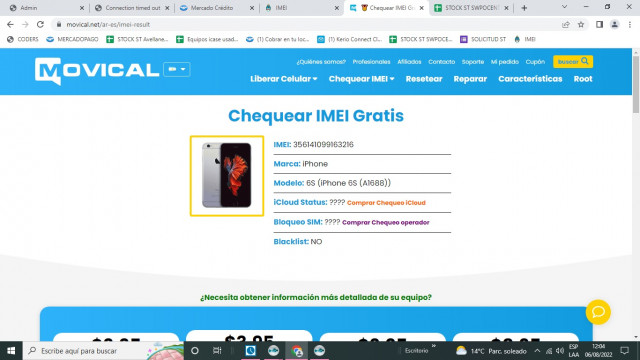 Admin
Connection timed out
Mercado Crédito
IMEI
Chequear IMEI Gr
STOCK ST SWPOCENT
movical.net/ar-es/imei-result
CODERS
MERCADOPAGO
STOCK ST Avellane...
Equipos icase usad...
(1) Cobrar en tu loc...
(1) Kerio Connect Cl...
STOCK ST SWPOCE...
SOLICITUD ST
IMEI
MOVICAL
¿Quiénes somos?
Profesionales
Afiliados
Contacto
Soporte
Mi pedido
Cupón
Buscar
Liberar Celular
Chequear IMEI
Resetear
Reparar
Características
Root
Chequear IMEI Gratis
IMEI: 356141099163216
Marca: iPhone
Modelo: 6S (iPhone 6S (A1688))
iCloud Status: ???? Comprar Chequeo iCloud
Bloqueo SIM: ???? Comprar Chequeo operador
Blacklist: NO
¿Necesita obtener información más detallada de su equipo?
Escribe aquí para buscar
Escritorio
14°C Parc. soleado
ESP
LAA
12:04
06/08/2022